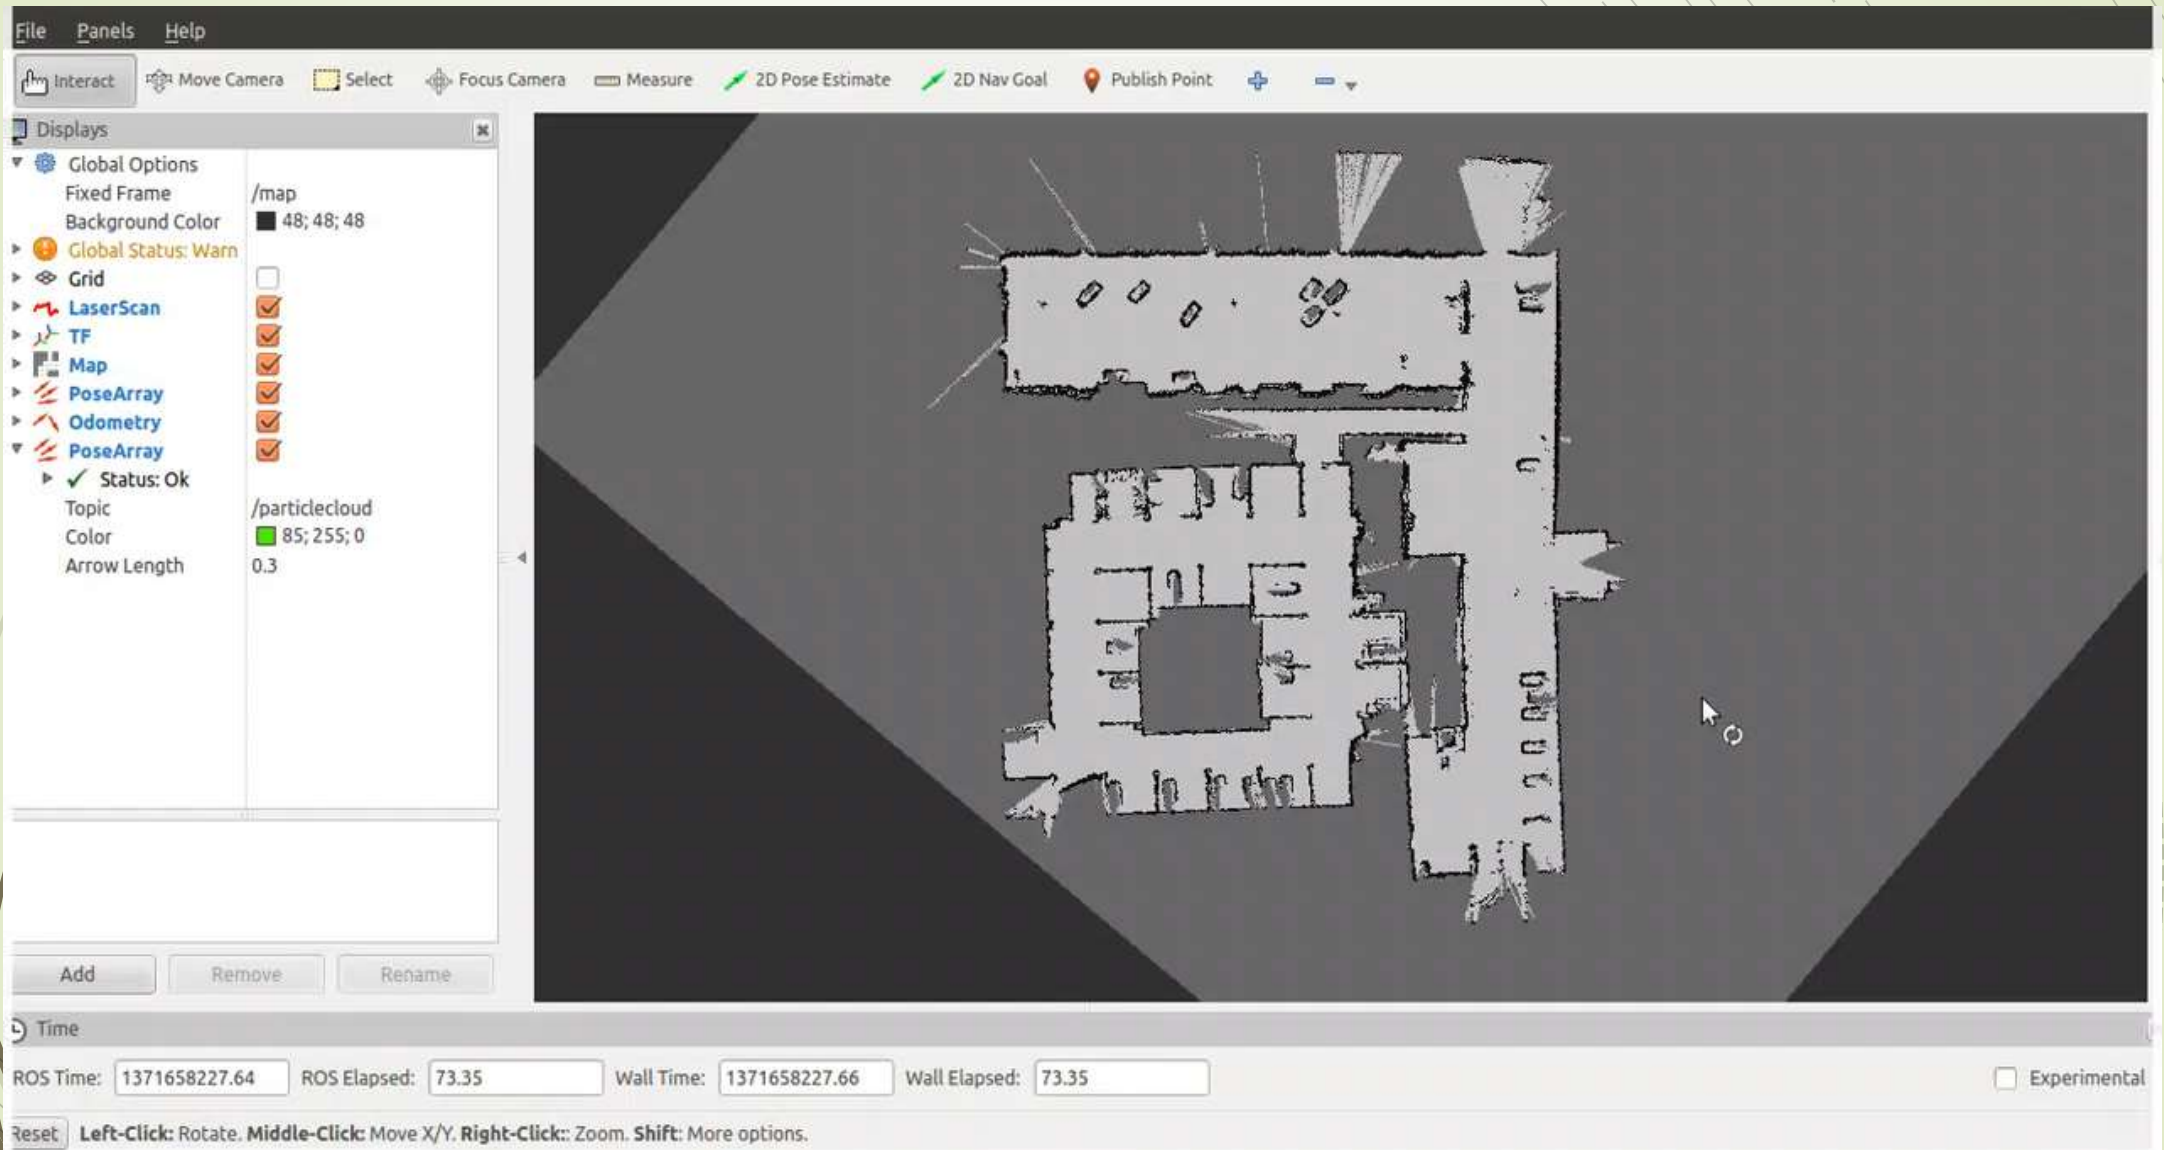 File Panels Help
Interact Move Camera Select Focus Camera Measure 2D Pose Estimate 2D Nav Goal Publish Point
Displays
Global Options
Fixed Frame /map
Background Color 48; 48; 48
Global Status: Warn
Grid
LaserScan
TF
Map
PoseArray
Odometry
PoseArray
Status: Ok
Topic /particlecloud
Color 85; 255; 0
Arrow Length 0.3
Add Remove Rename
Time
ROS Time: 1371658227.64 ROS Elapsed: 73.35 Wall Time: 1371658227.66 Wall Elapsed: 73.35 Experimental
Reset Left-Click: Rotate. Middle-Click: Move X/Y. Right-Click:: Zoom. Shift: More options.